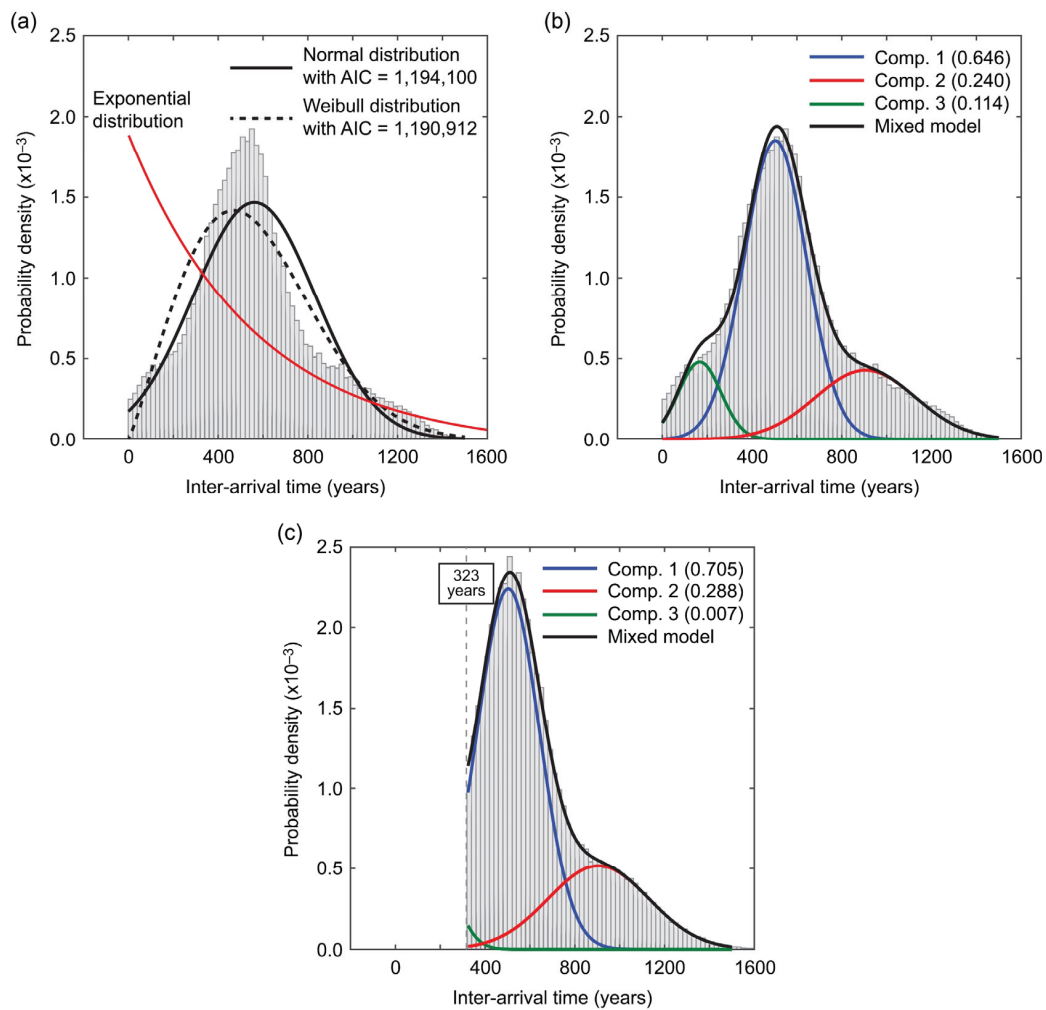 (a)
2.5
2.0
1.5
1.0
0.5
0.0
Probability density (x10⁻³)
Exponential
distribution
Normal distribution
with AIC = 1,194,100
Weibull distribution
with AIC = 1,190,912
0 400 800 1200 1600
Inter-arrival time (years)
(b)
2.5
2.0
1.5
1.0
0.5
0.0
Probability density (x10⁻³)
Comp. 1 (0.646)
Comp. 2 (0.240)
Comp. 3 (0.114)
Mixed model
0 400 800 1200 1600
Inter-arrival time (years)
(c)
2.5
2.0
2.5
1.0
0.5
0.0
Probability density (x10⁻³)
323
years
Comp. 1 (0.705)
Comp. 2 (0.288)
Comp. 3 (0.007)
Mixed model
0 400 800 1200 1600
Inter-arrival time (years)